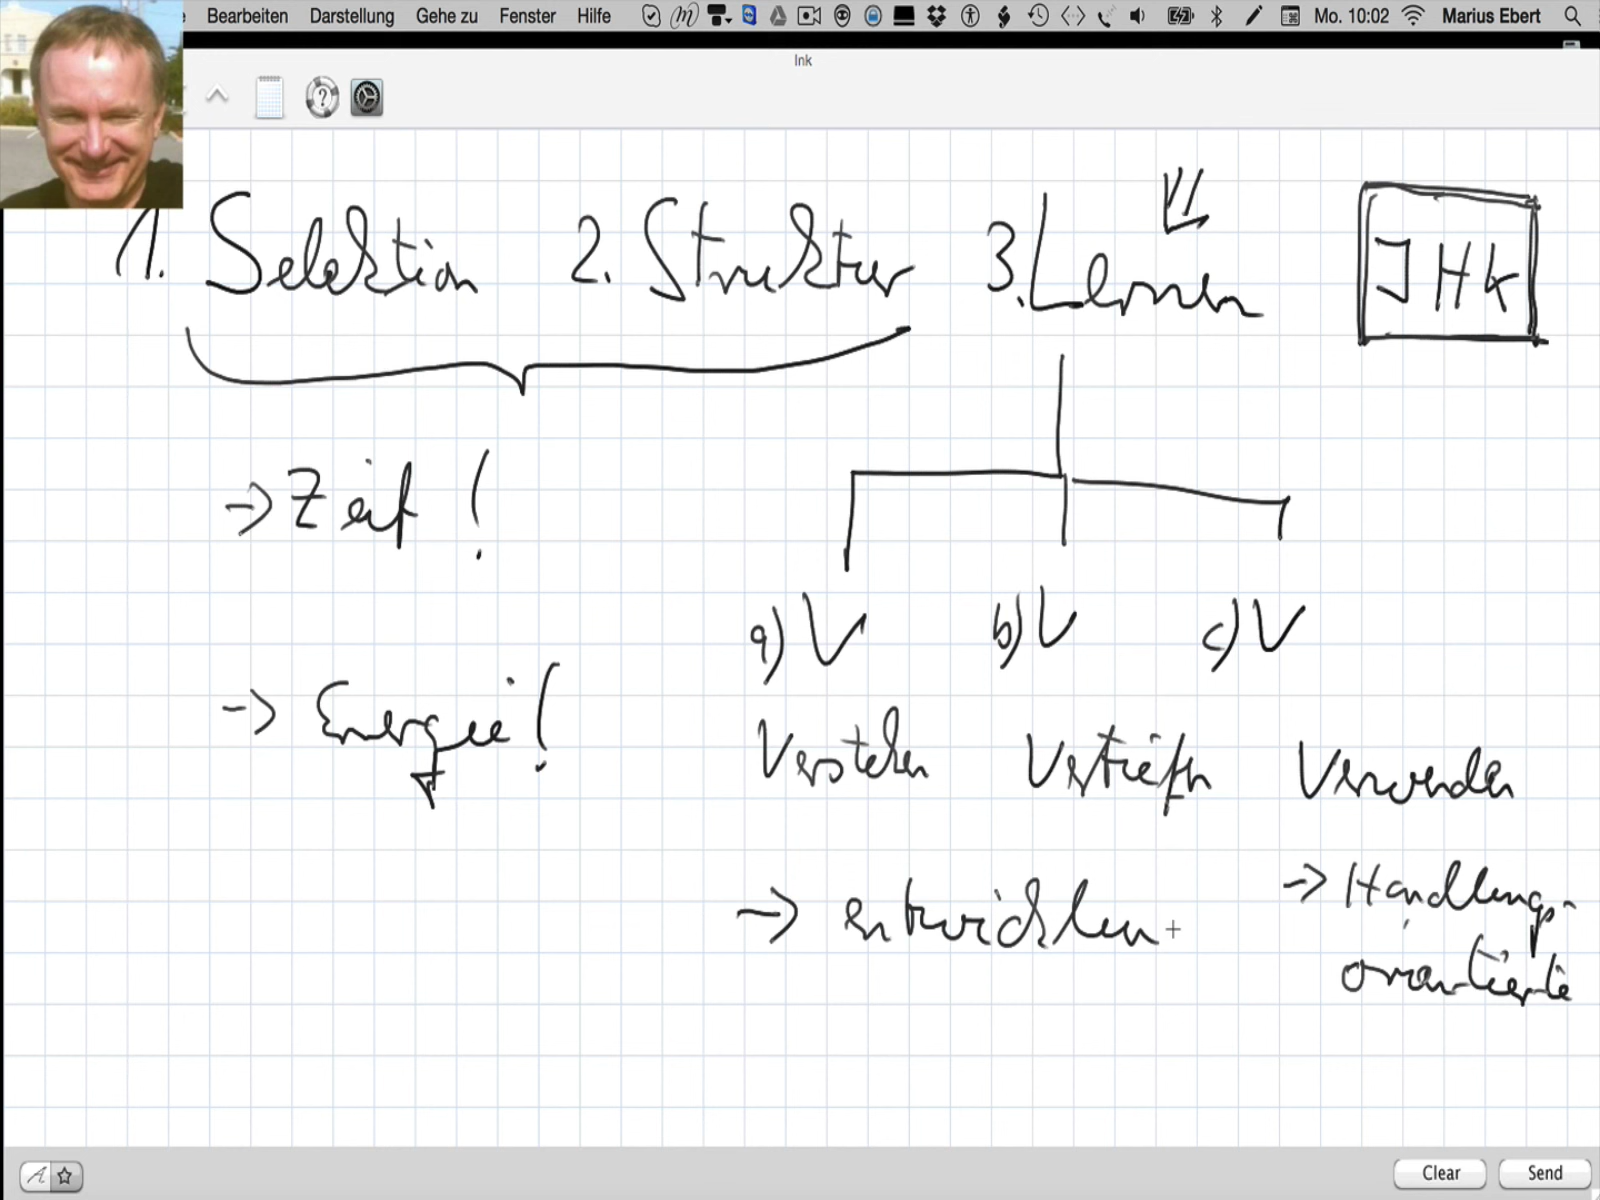 Bearbeiten Darstellung Gehe zu Fenster Hilfe Mo. 10:02 Marius Ebert
Ink
1. Selektion 2. Struktur 3. Lernen IHK
→ Zeit!
a) V b) V c) V
→ Energie!
Verstehen Vertiefen Verwenden
→ entwickeln
→ Handlungs-
orientierte
Clear Send